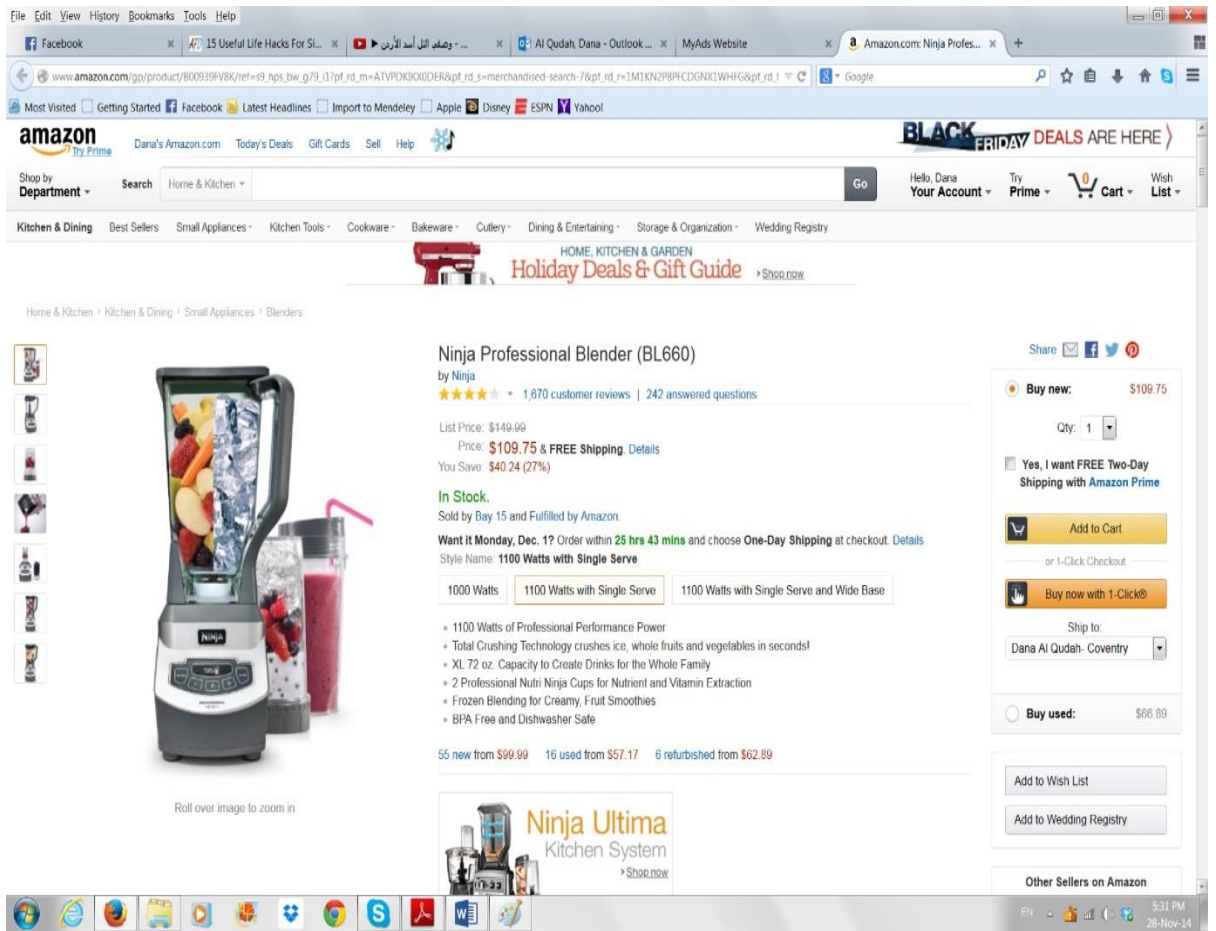 File Edit View History Bookmarks Tools Help
Facebook × 15 Useful Life Hacks For Si... × وصفي التل أسد الأردن - ... × Al Qudah, Dana - Outlook ... × MyAds Website × Amazon.com: Ninja Profes... × +
www.amazon.com/gp/product/B00939FV8K/ref=s9_hps_bw_g79_i1?pf_rd_m=ATVPDKIKX0DER&pf_rd_s=merchandised-search-7&pf_rd_r=1M1KN2P8PFCDGNX1WHFG&pf_rd_t Google
Most Visited Getting Started Facebook Latest Headlines Import to Mendeley Apple Disney ESPN Yahoo!
amazon
Try Prime
Dana's Amazon.com Today's Deals Gift Cards Sell Help
BLACK FRIDAY DEALS ARE HERE
Shop by
Department
Search Home & Kitchen Go
Hello, Dana
Your Account
Try
Prime
0
Cart
Wish
List
Kitchen & Dining Best Sellers Small Appliances Kitchen Tools Cookware Bakeware Cutlery Dining & Entertaining Storage & Organization Wedding Registry
HOME, KITCHEN & GARDEN
Holiday Deals & Gift Guide Shop now
Home & Kitchen › Kitchen & Dining › Small Appliances › Blenders
NINJA
Roll over image to zoom in
Ninja Professional Blender (BL660)
by Ninja
1,670 customer reviews | 242 answered questions
List Price: $149.99
Price: $109.75 & FREE Shipping. Details
You Save: $40.24 (27%)
In Stock.
Sold by Bay 15 and Fulfilled by Amazon.
Want it Monday, Dec. 1? Order within 25 hrs 43 mins and choose One-Day Shipping at checkout. Details
Style Name: 1100 Watts with Single Serve
1000 Watts 1100 Watts with Single Serve 1100 Watts with Single Serve and Wide Base
1100 Watts of Professional Performance Power
Total Crushing Technology crushes ice, whole fruits and vegetables in seconds!
XL 72 oz. Capacity to Create Drinks for the Whole Family
2 Professional Nutri Ninja Cups for Nutrient and Vitamin Extraction
Frozen Blending for Creamy, Fruit Smoothies
BPA Free and Dishwasher Safe
55 new from $99.99 16 used from $57.17 6 refurbished from $62.89
Ninja Ultima
Kitchen System
Shop now
Share
Buy new: $109.75
Qty: 1
Yes, I want FREE Two-Day
Shipping with Amazon Prime
Add to Cart
or 1-Click Checkout
Buy now with 1-Click®
Ship to:
Dana Al Qudah- Coventry
Buy used: $66.89
Add to Wish List
Add to Wedding Registry
Other Sellers on Amazon
EN
5:31 PM
28-Nov-14